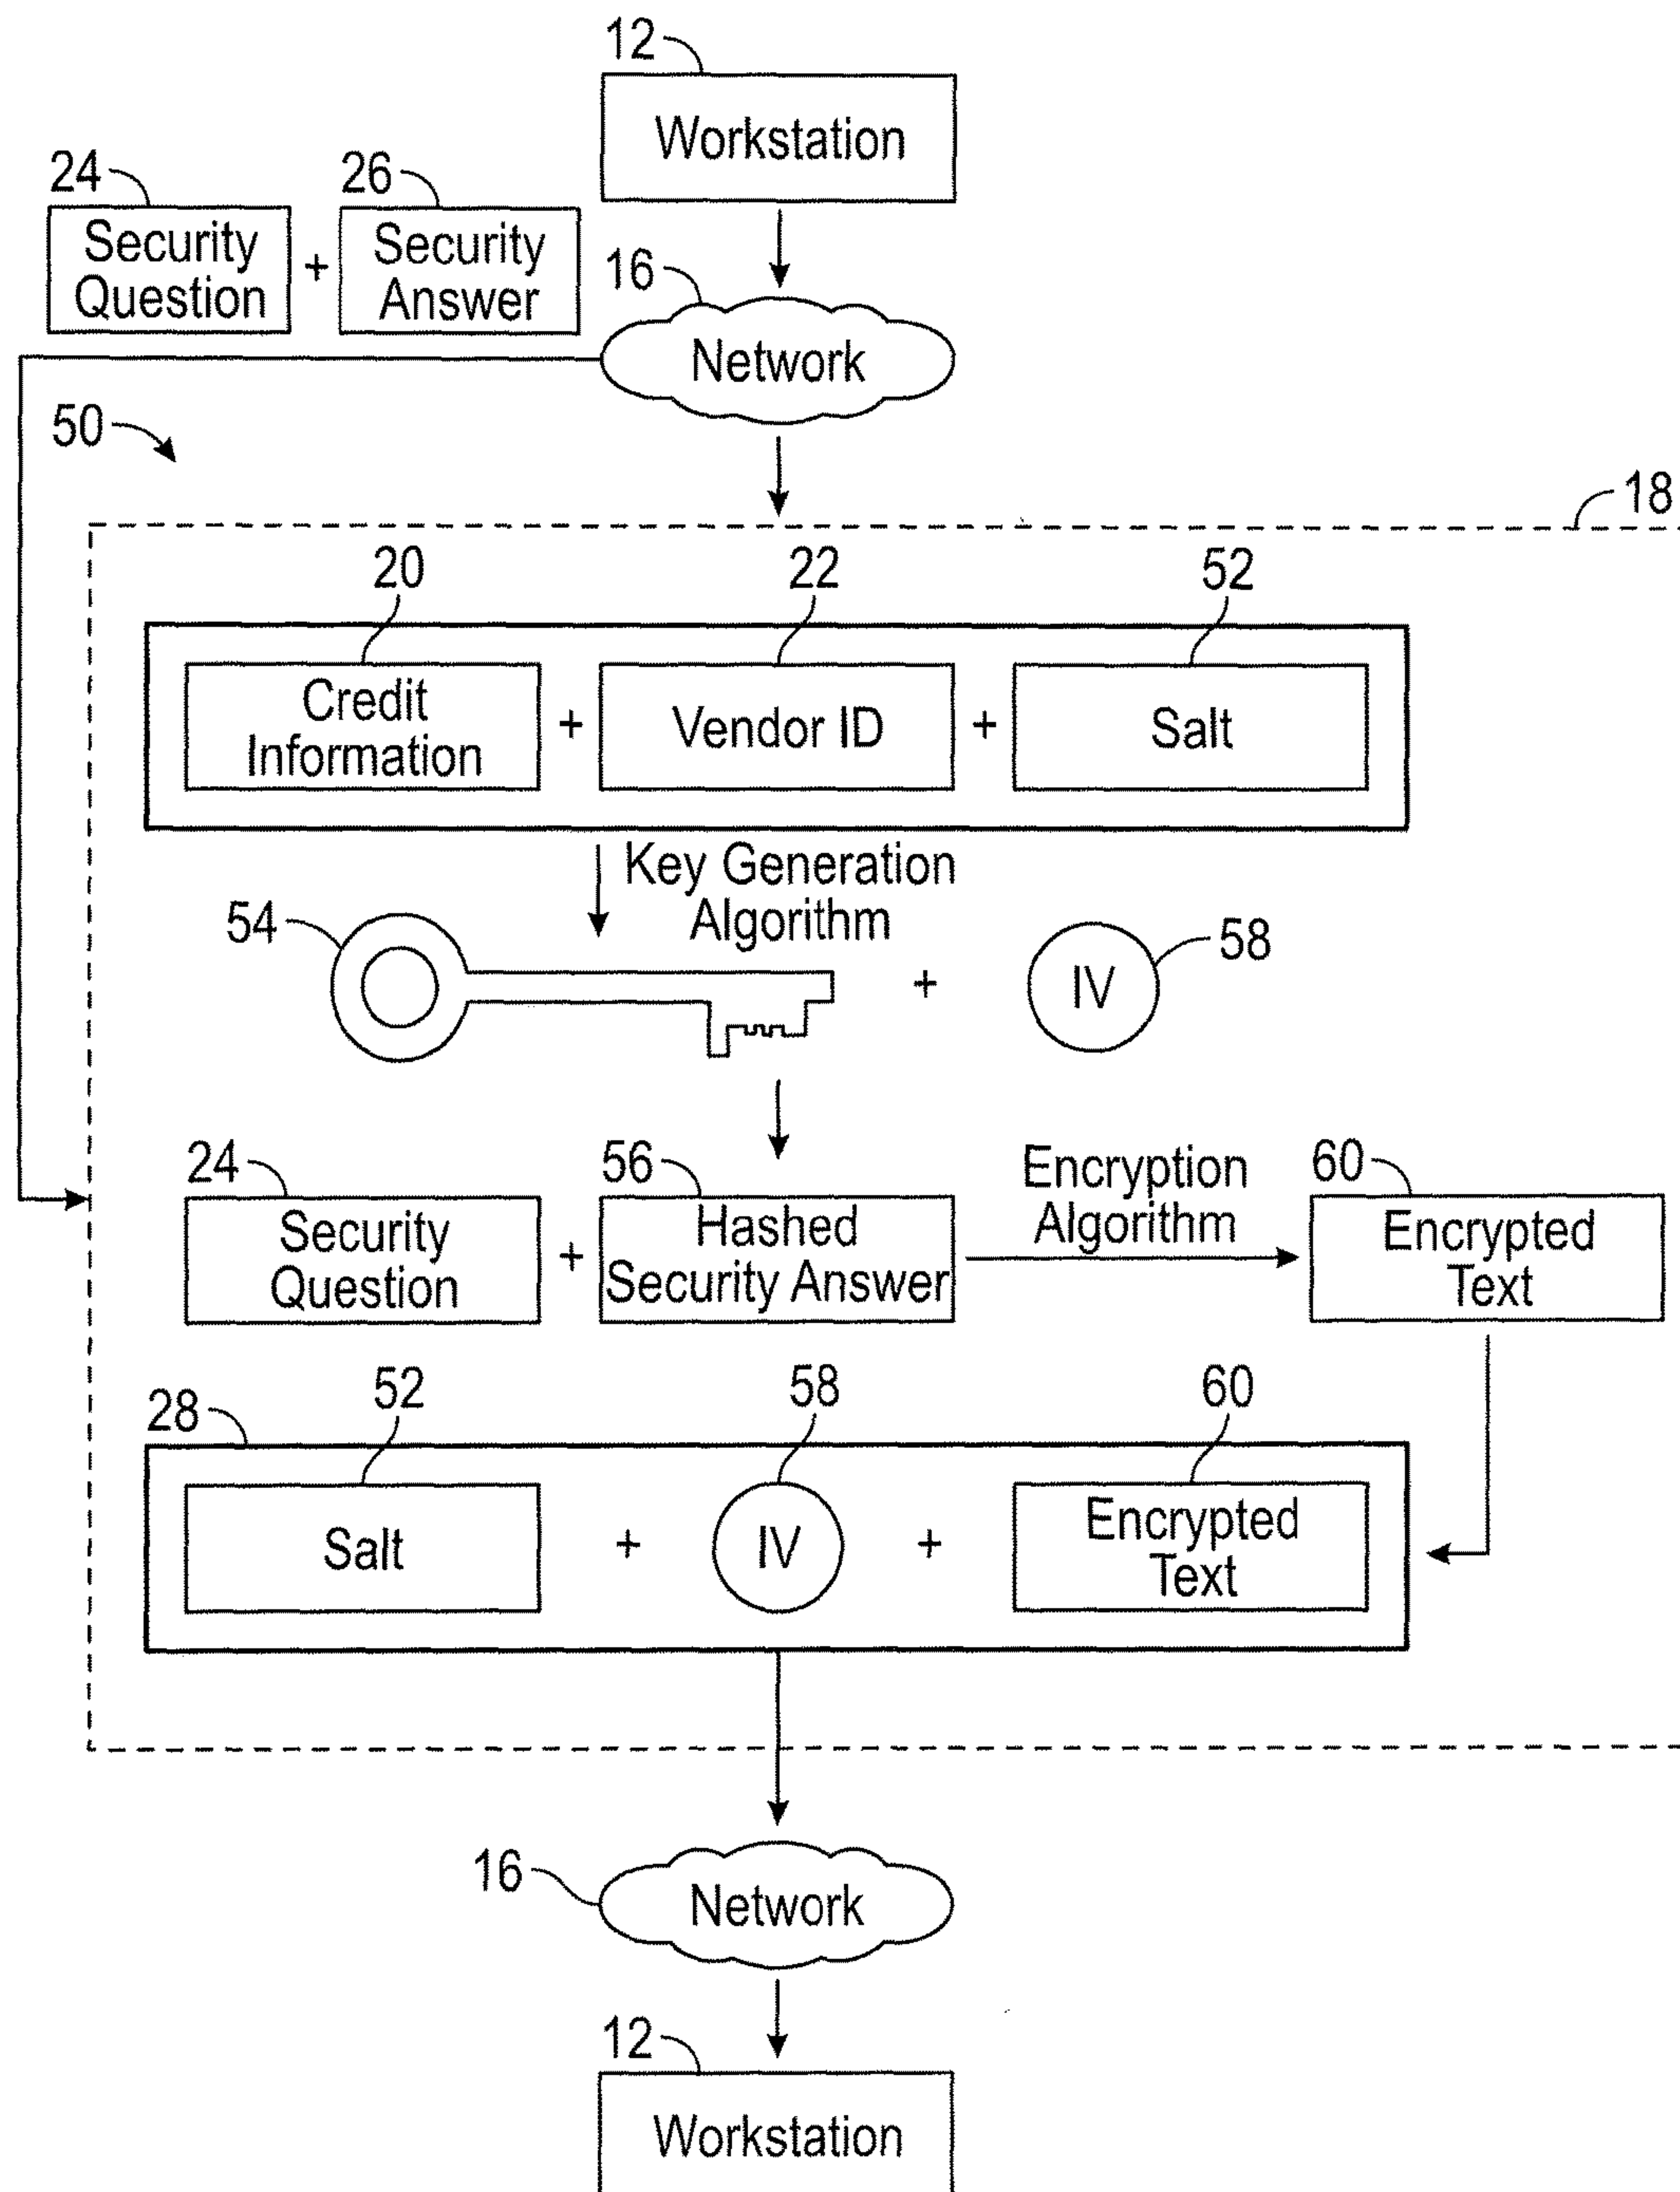 12
Workstation
24
26
Security
Question
+
Security
Answer
16
Network
50
18
20
22
52
Credit
Information
+
Vendor ID
+
Salt
Key Generation
Algorithm
54
+
IV
58
24
56
60
Security
Question
+
Hashed
Security Answer
Encryption
Algorithm
Encrypted
Text
28
52
58
60
Salt
+
IV
+
Encrypted
Text
16
Network
12
Workstation